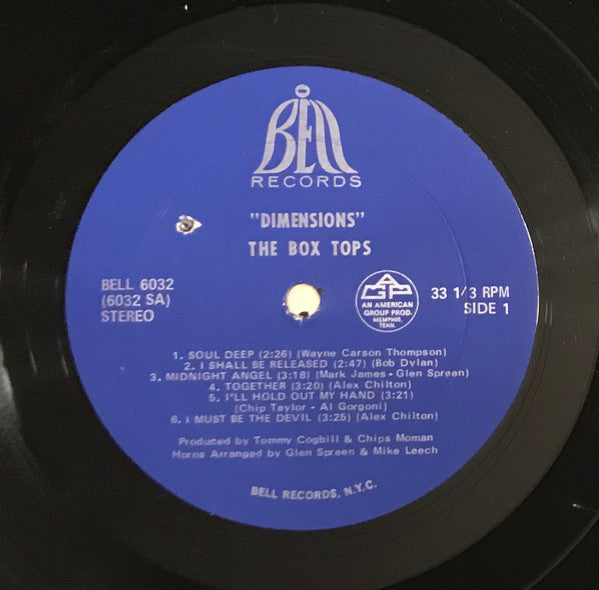 BELL
RECORDS
"DIMENSIONS"
THE BOX TOPS
BELL 6032
(6032 SA)
STEREO
AGP
AN AMERICAN
GROUP PROD.
MEMPHIS,
TENN.
33 1/3 RPM
SIDE 1
1. SOUL DEEP (2:26) (Wayne Carson Thompson)
2. I SHALL BE RELEASED (2:47) (Bob Dylan)
3. MIDNIGHT ANGEL (3:18) (Mark James - Glen Spreen)
4. TOGETHER (3:20) (Alex Chilton)
5. I'LL HOLD OUT MY HAND (3:21)
(Chip Taylor - Al Gorgoni)
6. I MUST BE THE DEVIL (3:25) (Alex Chilton)
Produced by Tommy Cogbill & Chips Moman
Horns Arranged by Glen Spreen & Mike Leech
BELL RECORDS, N.Y.C.